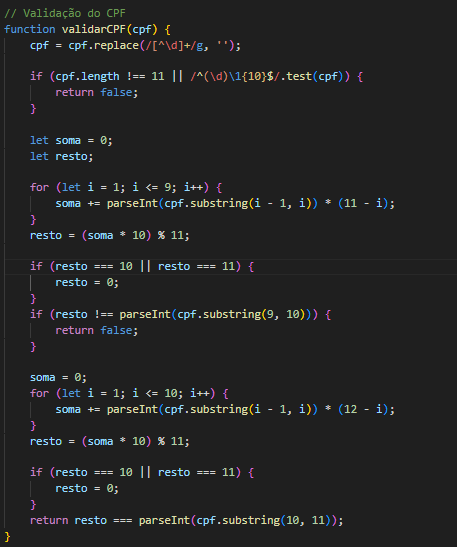 // Validação do CPF
function validarCPF(cpf) {
    cpf = cpf.replace(/[^\d]+/g, '');

    if (cpf.length !== 11 || /^(\d)\1{10}$/.test(cpf)) {
        return false;
    }

    let soma = 0;
    let resto;

    for (let i = 1; i <= 9; i++) {
        soma += parseInt(cpf.substring(i - 1, i)) * (11 - i);
    }
    resto = (soma * 10) % 11;

    if (resto === 10 || resto === 11) {
        resto = 0;
    }
    if (resto !== parseInt(cpf.substring(9, 10))) {
        return false;
    }

    soma = 0;
    for (let i = 1; i <= 10; i++) {
        soma += parseInt(cpf.substring(i - 1, i)) * (12 - i);
    }
    resto = (soma * 10) % 11;

    if (resto === 10 || resto === 11) {
        resto = 0;
    }
    return resto === parseInt(cpf.substring(10, 11));
}